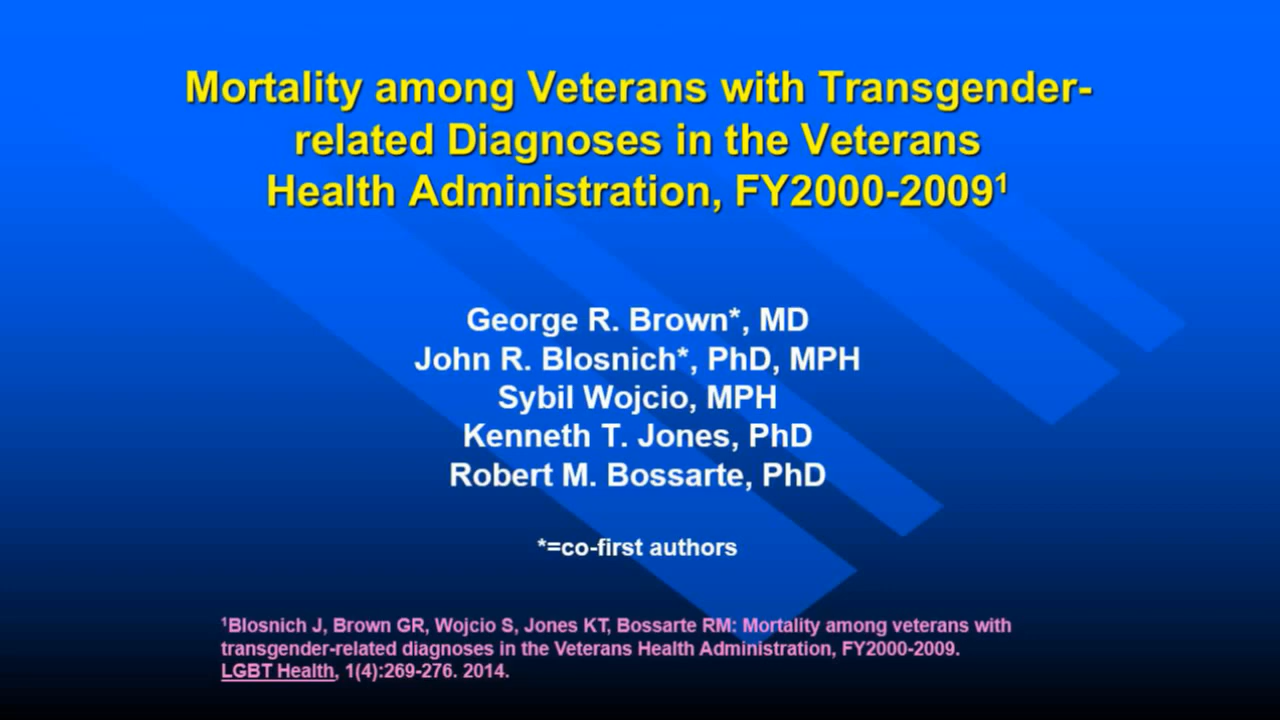 Mortality among Veterans with Transgender-
related Diagnoses in the Veterans
Health Administration, FY2000-2009¹
George R. Brown*, MD
John R. Blosnich*, PhD, MPH
Sybil Wojcio, MPH
Kenneth T. Jones, PhD
Robert M. Bossarte, PhD
*=co-first authors
¹Blosnich J, Brown GR, Wojcio S, Jones KT, Bossarte RM: Mortality among veterans with
transgender-related diagnoses in the Veterans Health Administration, FY2000-2009.
LGBT Health, 1(4):269-276. 2014.